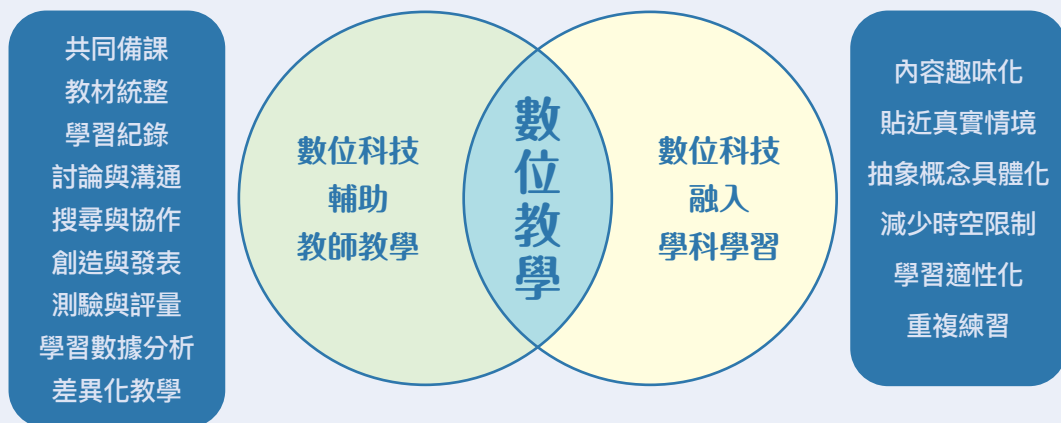 共同備課
教材統整
學習紀錄
討論與溝通
搜尋與協作
創造與發表
測驗與評量
學習數據分析
差異化教學
數位科技
輔助
教師教學
數位教學
數位科技
融入
學科學習
內容趣味化
貼近真實情境
抽象概念具體化
減少時空限制
學習適性化
重複練習